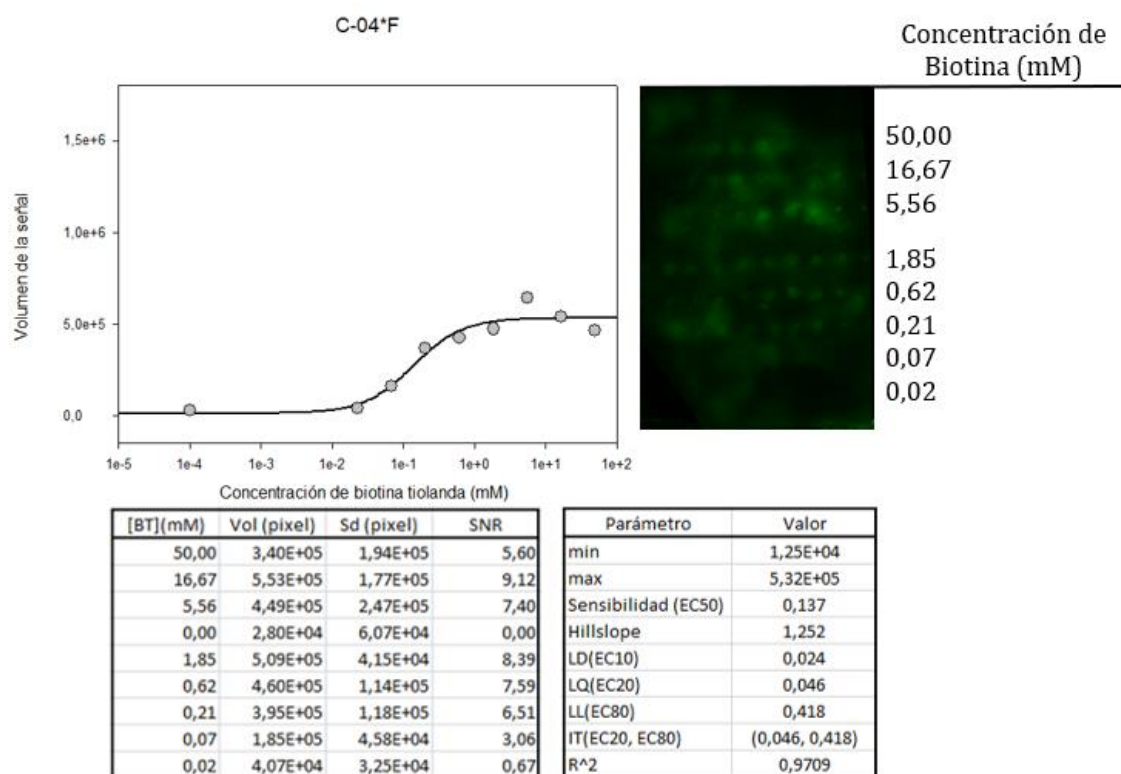 C-04*F
Concentración de
Biotina (mM)
Volumen de la señal
1,5e+6
1,0e+6
5,0e+5
0,0
1e-5 1e-4 1e-3 1e-2 1e-1 1e+0 1e+1 1e+2
Concentración de biotina tiolanda (mM)
50,00
16,67
5,56
1,85
0,62
0,21
0,07
0,02
[BT](mM) Vol (pixel) Sd (pixel) SNR
50,00 3,40E+05 1,94E+05 5,60
16,67 5,53E+05 1,77E+05 9,12
5,56 4,49E+05 2,47E+05 7,40
0,00 2,80E+04 6,07E+04 0,00
1,85 5,09E+05 4,15E+04 8,39
0,62 4,60E+05 1,14E+05 7,59
0,21 3,95E+05 1,18E+05 6,51
0,07 1,85E+05 4,58E+04 3,06
0,02 4,07E+04 3,25E+04 0,67
Parámetro Valor
min 1,25E+04
max 5,32E+05
Sensibilidad (EC50) 0,137
Hillslope 1,252
LD(EC10) 0,024
LQ(EC20) 0,046
LL(EC80) 0,418
IT(EC20, EC80) (0,046, 0,418)
R^2 0,9709